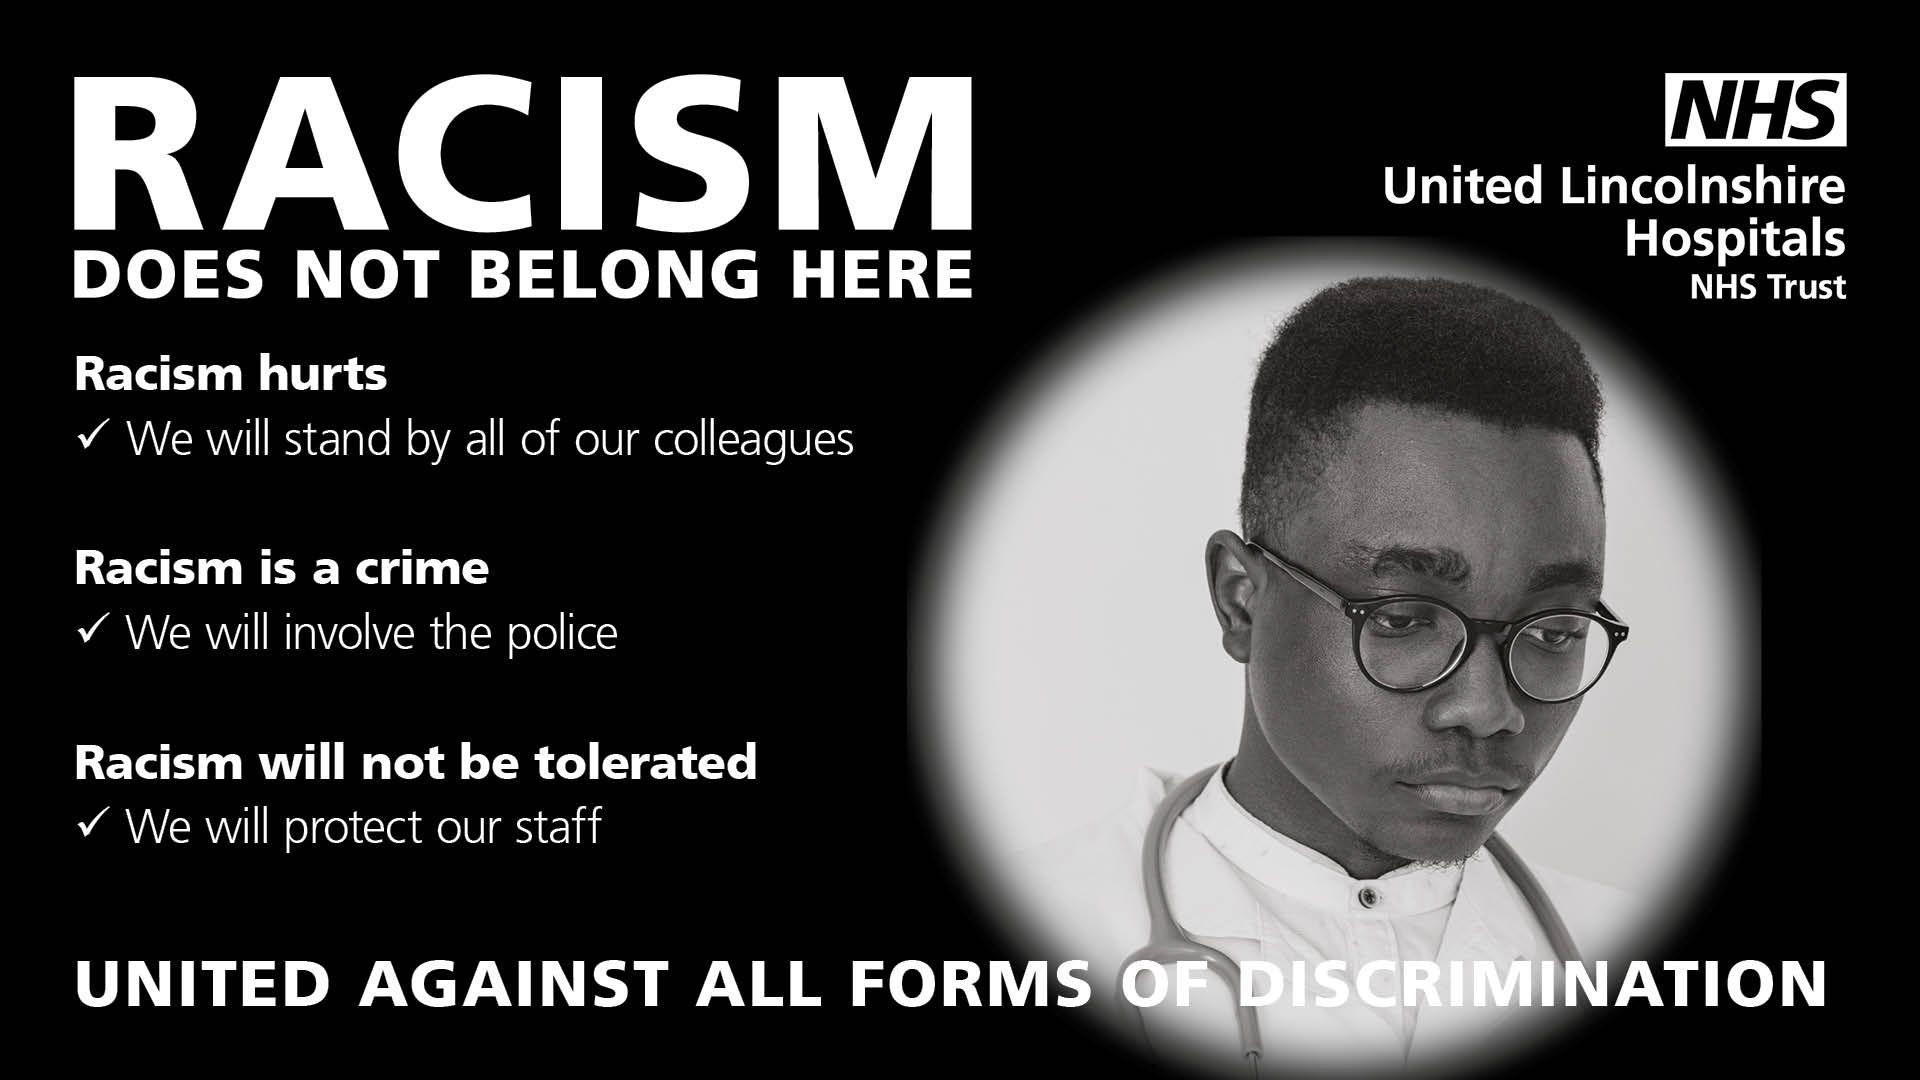 RACISM
DOES NOT BELONG HERE
Racism hurts
✓ We will stand by all of our colleagues
Racism is a crime
✓ We will involve the police
Racism will not be tolerated
✓ We will protect our staff
UNITED AGAINST ALL FORMS OF DISCRIMINATION
NHS
United Lincolnshire
Hospitals
NHS Trust